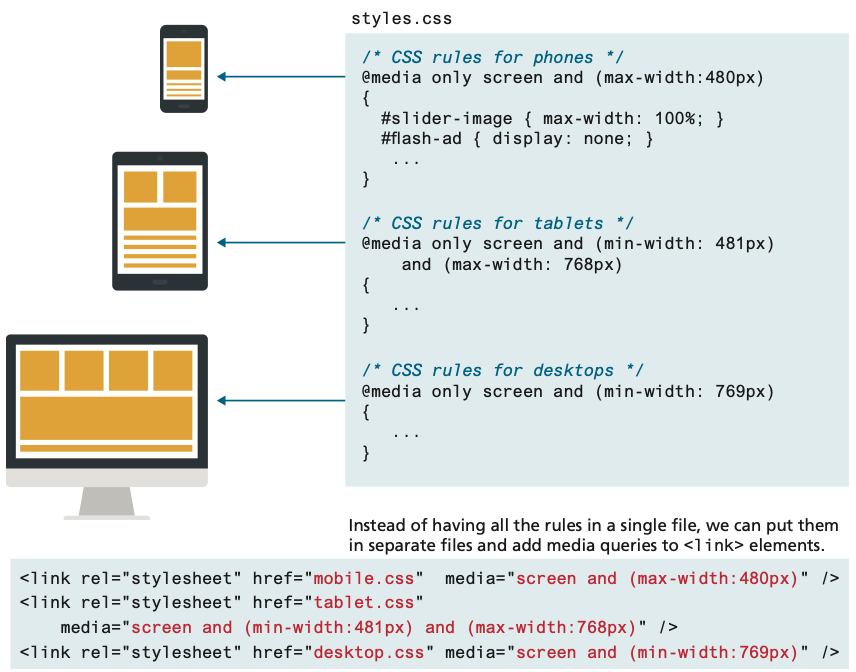 styles.css
/* CSS rules for phones */
@media only screen and (max-width:480px)
{
#slider-image { max-width: 100%; }
#flash-ad { display: none; }
...
}
/* CSS rules for tablets */
@media only screen and (min-width: 481px)
and (max-width: 768px)
{
...
}
/* CSS rules for desktops */
@media only screen and (min-width: 769px)
{
...
}
Instead of having all the rules in a single file, we can put them
in separate files and add media queries to <link> elements.
<link rel="stylesheet" href="mobile.css" media="screen and (max-width:480px)" />
<link rel="stylesheet" href="tablet.css"
media="screen and (min-width:481px) and (max-width:768px)" />
<link rel="stylesheet" href="desktop.css" media="screen and (min-width:769px)" />